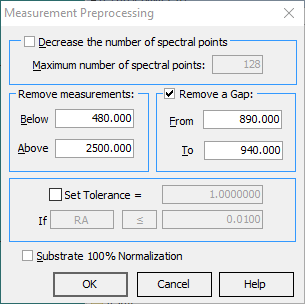 Measurement Preprocessing
Decrease the number of spectral points
Maximum number of spectral points: 128
Remove measurements:
Below 480.000
Above 2500.000
Remove a Gap:
From 890.000
To 940.000
Set Tolerance = 1.0000000
If RA ≤ 0.0100
Substrate 100% Normalization
OK Cancel Help